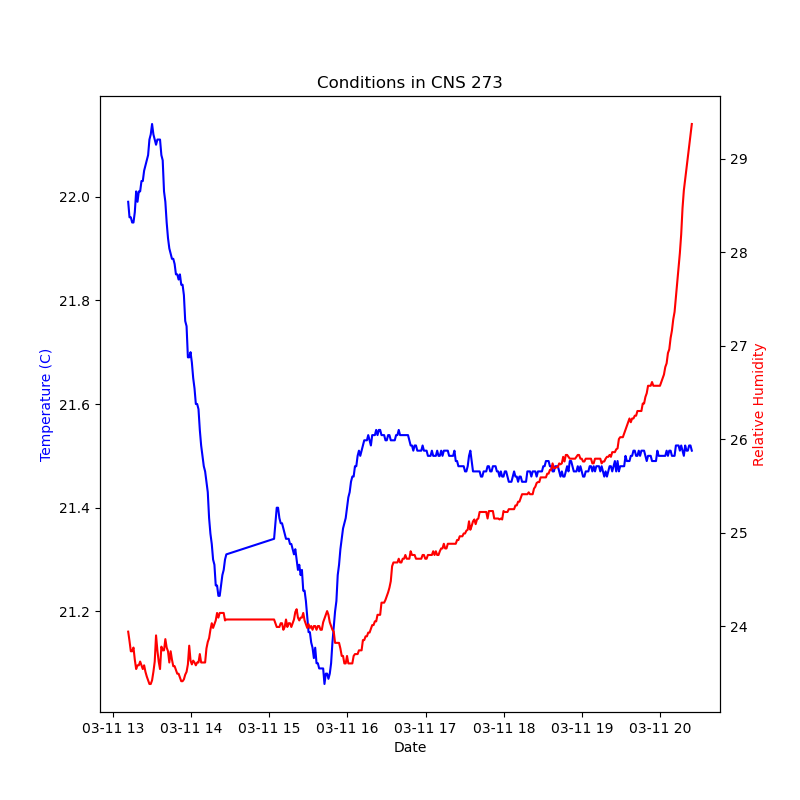 Conditions in CNS 273
22.0
21.8
21.6
21.4
21.2
Temperature (C)
29
28
27
26
25
24
Relative Humidity
03-11 13 03-11 14 03-11 15 03-11 16 03-11 17 03-11 18 03-11 19 03-11 20
Date